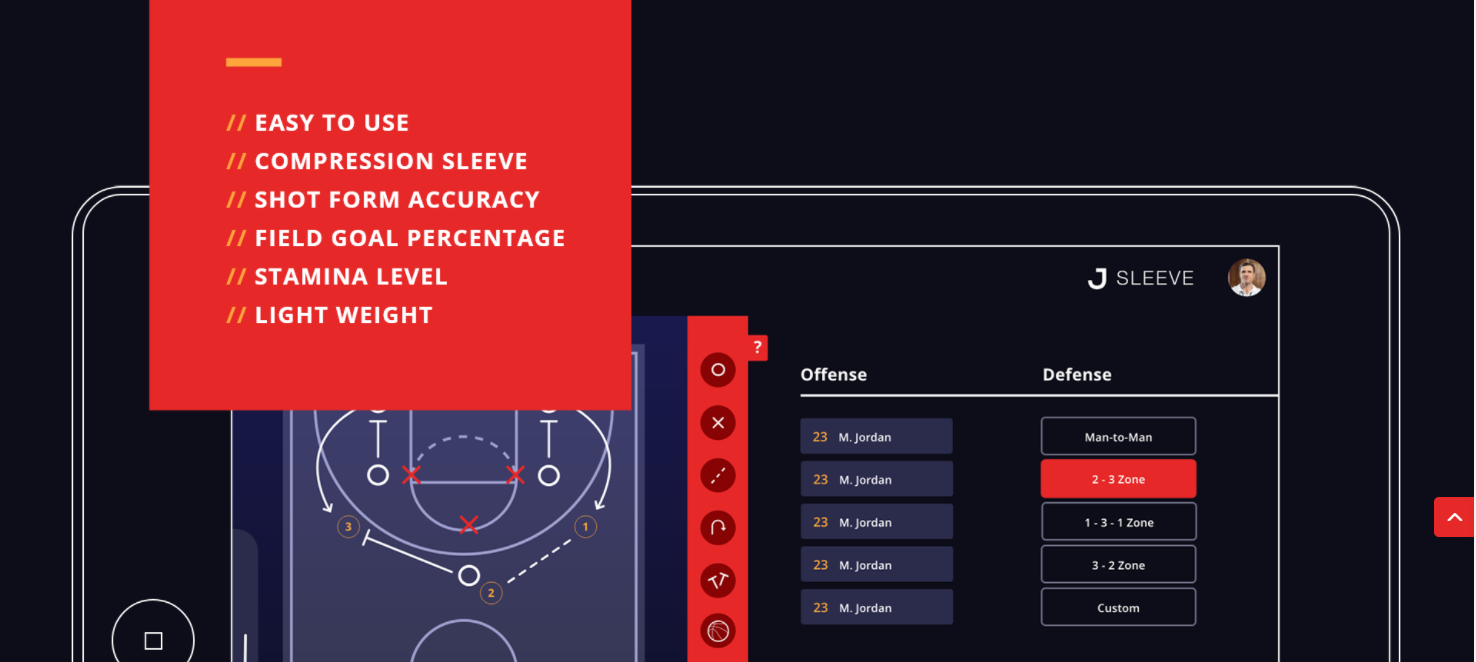 // EASY TO USE
// COMPRESSION SLEEVE
// SHOT FORM ACCURACY
// FIELD GOAL PERCENTAGE
// STAMINA LEVEL
// LIGHT WEIGHT
J SLEEVE
?
Offense Defense
23 M. Jordan Man-to-Man
23 M. Jordan 2 - 3 Zone
23 M. Jordan 1 - 3 - 1 Zone
23 M. Jordan 3 - 2 Zone
23 M. Jordan Custom
3
1
2